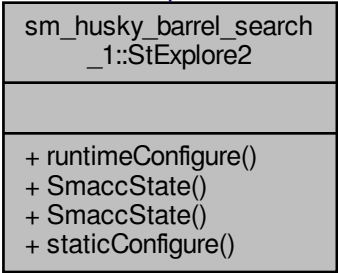 sm_husky_barrel_search
_1::StExplore2
+ runtimeConfigure()
+ SmaccState()
+ SmaccState()
+ staticConfigure()